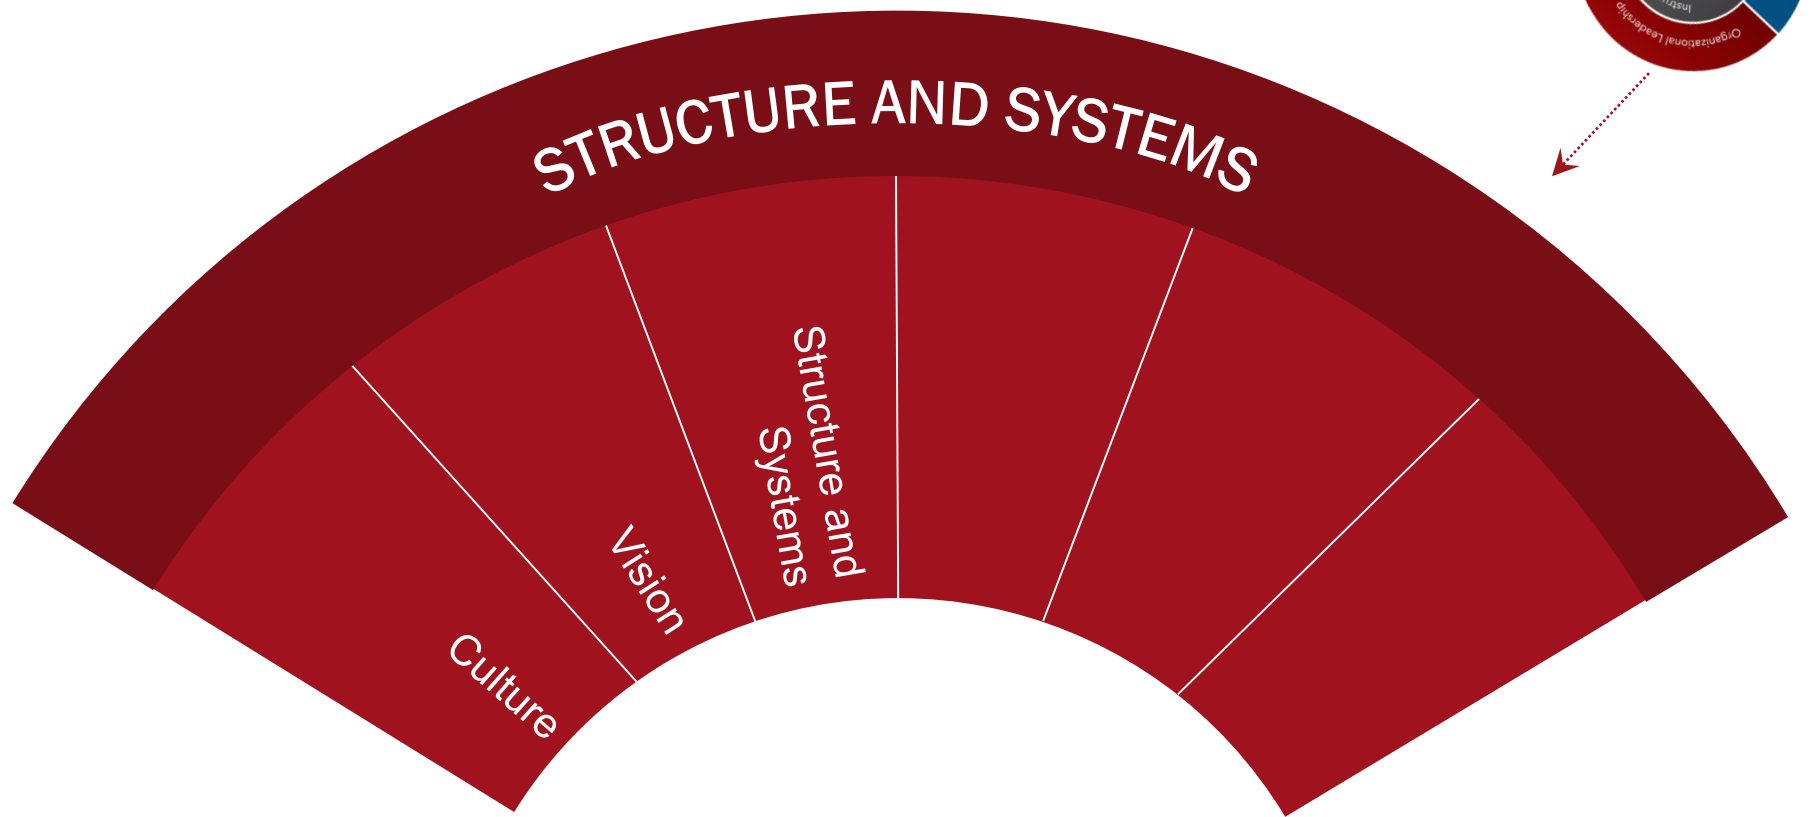 STRUCTURE AND SYSTEMS
Culture
Vision
Structure and
Systems
Organizational Leadership